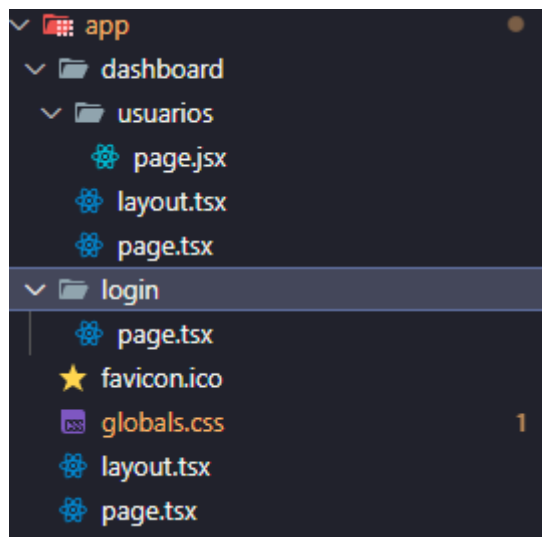 app
dashboard
usuarios
page.jsx
layout.tsx
page.tsx
login
page.tsx
favicon.ico
globals.css 1
layout.tsx
page.tsx